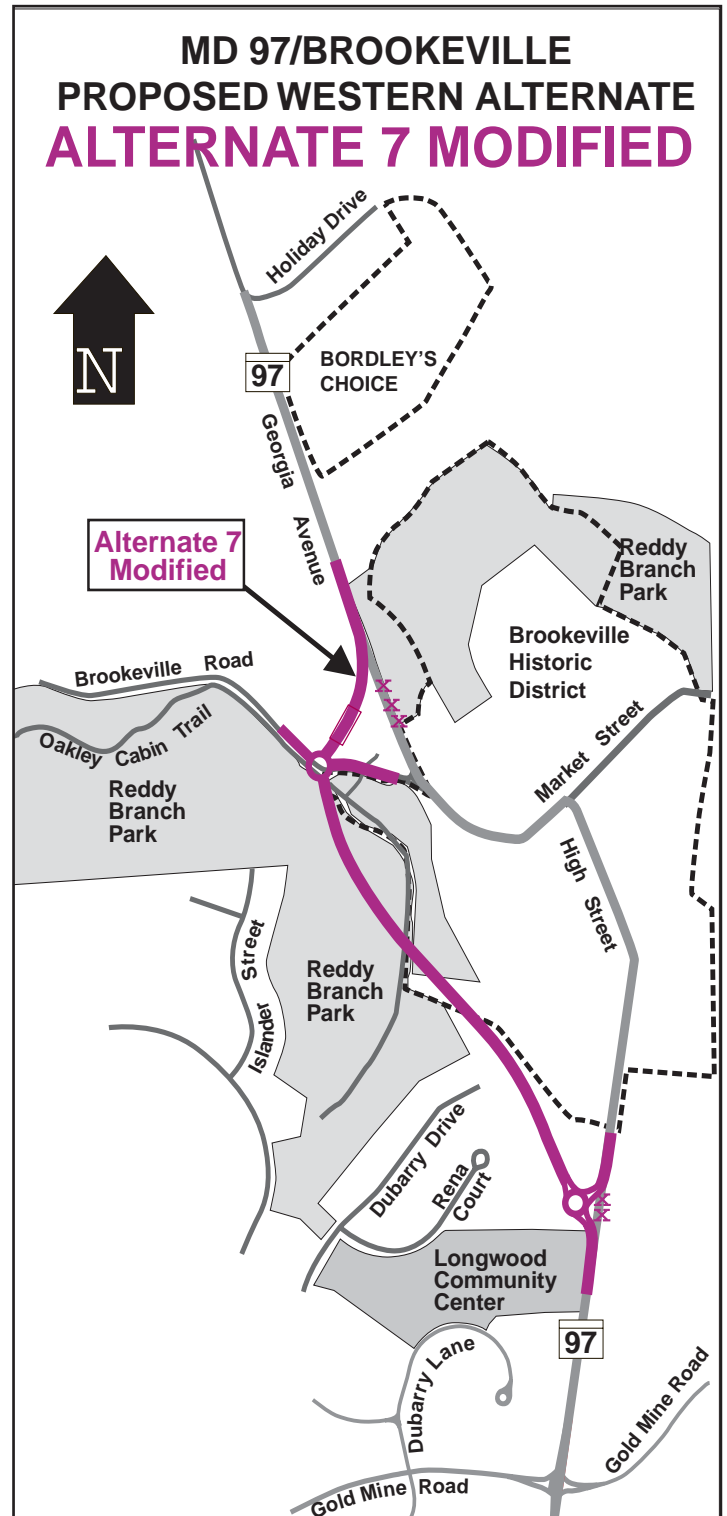 MD 97/BROOKEVILLE
PROPOSED WESTERN ALTERNATE
ALTERNATE 7 MODIFIED
Holiday Drive
N
BORDLEY'S
CHOICE
97
Georgia
Avenue
Alternate 7
Modified
Reddy
Branch
Park
Brookeville
Historic
District
Brookeville Road
Oakley Cabin Trail
Market Street
Reddy
Branch
Park
High Street
Islander Street
Reddy
Branch
Park
Dubarry Drive
Rena
Court
Longwood
Community
Center
97
Dubarry Lane
Gold Mine Road
Gold Mine Road